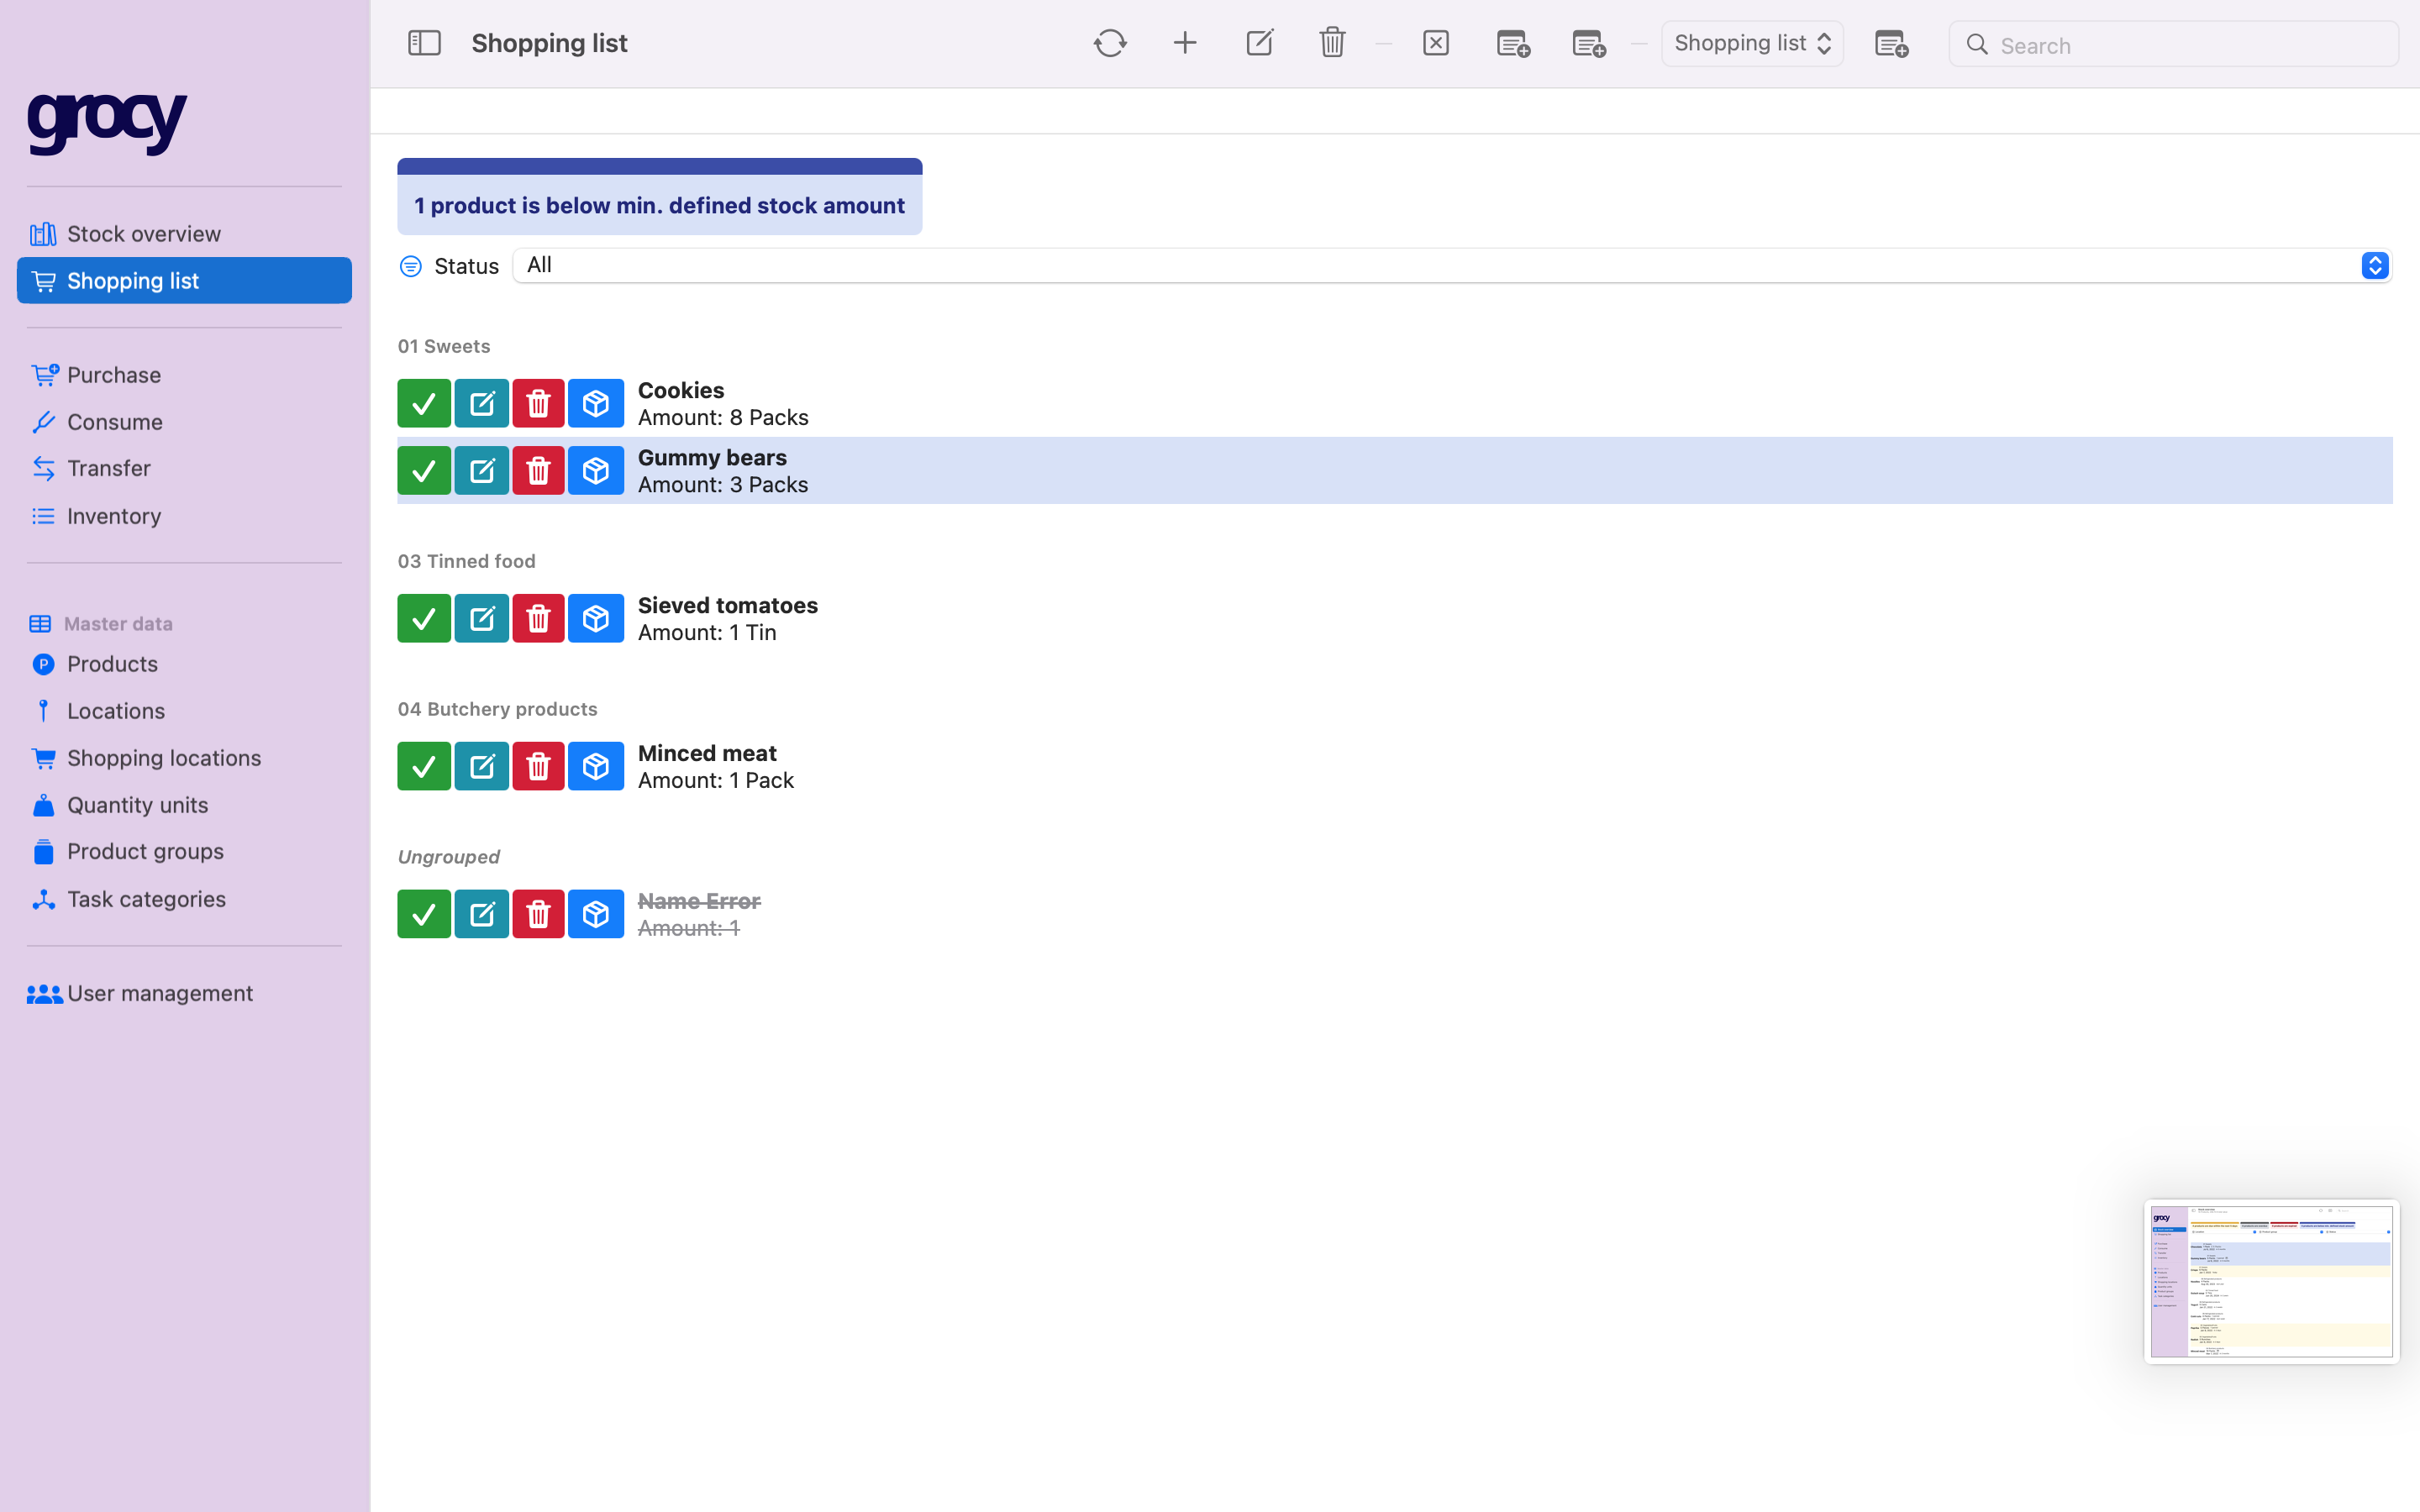 Shopping list
Shopping list
Search
grocy
Stock overview
Shopping list
Purchase
Consume
Transfer
Inventory
Master data
Products
Locations
Shopping locations
Quantity units
Product groups
Task categories
User management
1 product is below min. defined stock amount
Status
All
01 Sweets
Cookies
Amount: 8 Packs
Gummy bears
Amount: 3 Packs
03 Tinned food
Sieved tomatoes
Amount: 1 Tin
04 Butchery products
Minced meat
Amount: 1 Pack
Ungrouped
Name Error
Amount: 1
grocy